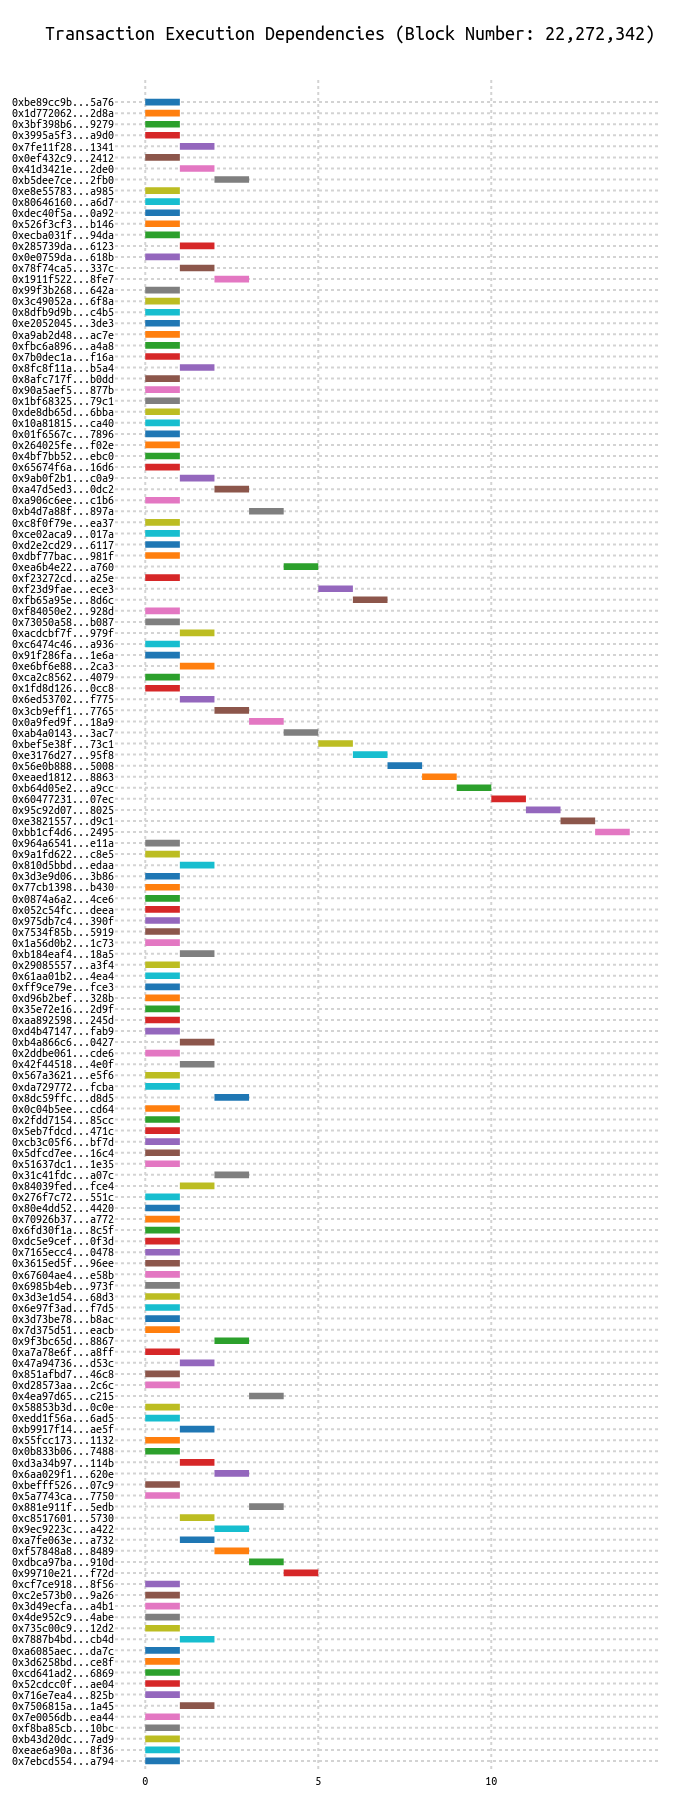 Transaction Execution Dependencies (Block Number: 22,272,342)
0xbe89cc9b...5a76
0x1d772062...2d8a
0x3bf398b6...9279
0x3995a5f3...a9d0
0x7fe11f28...1341
0x0ef432c9...2412
0x41d3421e...2de0
0xb5dee7ce...2fb0
0xe8e55783...a985
0x80646160...a6d7
0xdec40f5a...0a92
0x526f3cf3...b146
0xecba031f...94da
0x285739da...6123
0x0e0759da...618b
0x78f74ca5...337c
0x1911f522...8fe7
0x99f3b268...642a
0x3c49052a...6f8a
0x8dfb9d9b...c4b5
0xe2052045...3de3
0xa9ab2d48...ac7e
0xfbc6a896...a4a8
0x7b0dec1a...f16a
0x8fc8f11a...b5a4
0x8afc717f...b0dd
0x90a5aef5...877b
0x1bf68325...79c1
0xde8db65d...6bba
0x10a81815...ca40
0x01f6567c...7896
0x264025fe...f02e
0x4bf7bb52...ebc0
0x65674f6a...16d6
0x9ab0f2b1...c0a9
0xa47d5ed3...0dc2
0xa906c6ee...c1b6
0xb4d7a88f...897a
0xc8f0f79e...ea37
0xce02aca9...017a
0xd2e2cd29...6117
0xdbf77bac...981f
0xea6b4e22...a760
0xf23272cd...a25e
0xf23d9fae...ece3
0xfb65a95e...8d6c
0xf84050e2...928d
0x73050a58...b087
0xacdcbf7f...979f
0xc6474c46...a936
0x91f286fa...1e6a
0xe6bf6e88...2ca3
0xca2c8562...4079
0x1fd8d126...0cc8
0x6ed53702...f775
0x3cb9eff1...7765
0x0a9fed9f...18a9
0xab4a0143...3ac7
0xbef5e38f...73c1
0xe3176d27...95f8
0x56e0b888...5008
0xeaed1812...8863
0xb64d05e2...a9cc
0x60477231...07ec
0x95c92d07...8025
0xe3821557...d9c1
0xbb1cf4d6...2495
0x964a6541...e11a
0x9a1fd622...c8e5
0x810d5bbd...edaa
0x3d3e9d06...3b86
0x77cb1398...b430
0x0874a6a2...4ce6
0x052c54fc...deea
0x975db7c4...390f
0x7534f85b...5919
0x1a56d0b2...1c73
0xb184eaf4...18a5
0x29085557...a3f4
0x61aa01b2...4ea4
0xff9ce79e...fce3
0xd96b2bef...328b
0x35e72e16...2d9f
0xaa892598...245d
0xd4b47147...fab9
0xb4a866c6...0427
0x2ddbe061...cde6
0x42f44518...4e0f
0x567a3621...e5f6
0xda729772...fcba
0x8dc59ffc...d8d5
0x0c04b5ee...cd64
0x2fdd7154...85cc
0x5eb7fdcd...471c
0xcb3c05f6...bf7d
0x5dfcd7ee...16c4
0x51637dc1...1e35
0x31c41fdc...a07c
0x84039fed...fce4
0x276f7c72...551c
0x80e4dd52...4420
0x70926b37...a772
0x6fd30f1a...8c5f
0xdc5e9cef...0f3d
0x7165ecc4...0478
0x3615ed5f...96ee
0x67604ae4...e58b
0x6985b4eb...973f
0x3d3e1d54...68d3
0x6e97f3ad...f7d5
0x3d73be78...b8ac
0x7d375d51...eacb
0x9f3bc65d...8867
0xa7a78e6f...a8ff
0x47a94736...d53c
0x851afbd7...46c8
0xd28573aa...2c6c
0x4ea97d65...c215
0x58853b3d...0c0e
0xedd1f56a...6ad5
0xb9917f14...ae5f
0x55fcc173...1132
0x0b833b06...7488
0xd3a34b97...114b
0x6aa029f1...620e
0xbefff526...07c9
0x5a7743ca...7750
0x881e911f...5edb
0xc8517601...5730
0x9ec9223c...a422
0xa7fe063e...a732
0xf57848a8...8489
0xdbca97ba...910d
0x99710e21...f72d
0xcf7ce918...8f56
0xc2e573b0...9a26
0x3d49ecfa...a4b1
0x4de952c9...4abe
0x735c00c9...12d2
0x7887b4bd...cb4d
0xa6085aec...da7c
0x3d6258bd...ce8f
0xcd641ad2...6869
0x52cdcc0f...ae04
0x716e7ea4...825b
0x7506815a...1a45
0x7e0056db...ea44
0xf8ba85cb...10bc
0xb43d20dc...7ad9
0xeae6a90a...8f36
0x7ebcd554...a794
0 5 10